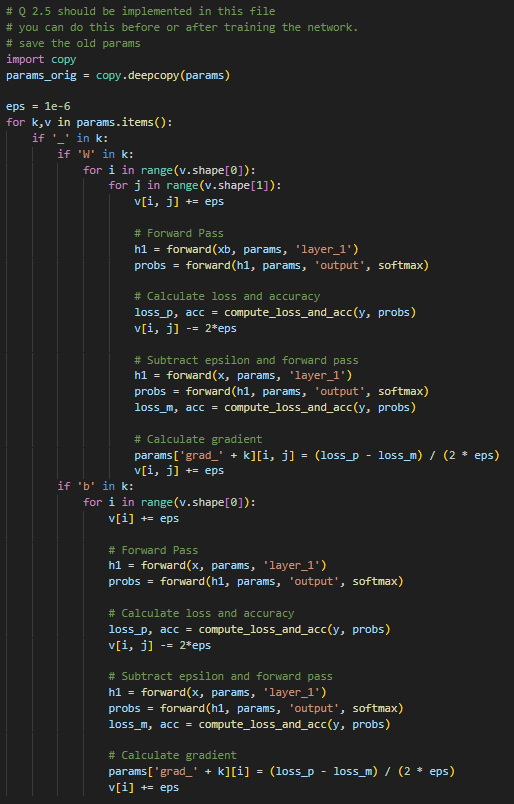 # Q 2.5 should be implemented in this file
# you can do this before or after training the network.
# save the old params
import copy
params_orig = copy.deepcopy(params)

eps = 1e-6
for k,v in params.items():
    if '_' in k:
        if 'W' in k:
            for i in range(v.shape[0]):
                for j in range(v.shape[1]):
                    v[i, j] += eps

                    # Forward Pass
                    h1 = forward(xb, params, 'layer_1')
                    probs = forward(h1, params, 'output', softmax)

                    # Calculate loss and accuracy
                    loss_p, acc = compute_loss_and_acc(y, probs)
                    v[i, j] -= 2*eps

                    # Subtract epsilon and forward pass
                    h1 = forward(x, params, 'layer_1')
                    probs = forward(h1, params, 'output', softmax)
                    loss_m, acc = compute_loss_and_acc(y, probs)

                    # Calculate gradient
                    params['grad_' + k][i, j] = (loss_p - loss_m) / (2 * eps)
                    v[i, j] += eps
        if 'b' in k:
            for i in range(v.shape[0]):
                v[i] += eps

                # Forward Pass
                h1 = forward(x, params, 'layer_1')
                probs = forward(h1, params, 'output', softmax)

                # Calculate loss and accuracy
                loss_p, acc = compute_loss_and_acc(y, probs)
                v[i, j] -= 2*eps

                # Subtract epsilon and forward pass
                h1 = forward(x, params, 'layer_1')
                probs = forward(h1, params, 'output', softmax)
                loss_m, acc = compute_loss_and_acc(y, probs)

                # Calculate gradient
                params['grad_' + k][i] = (loss_p - loss_m) / (2 * eps)
                v[i] += eps